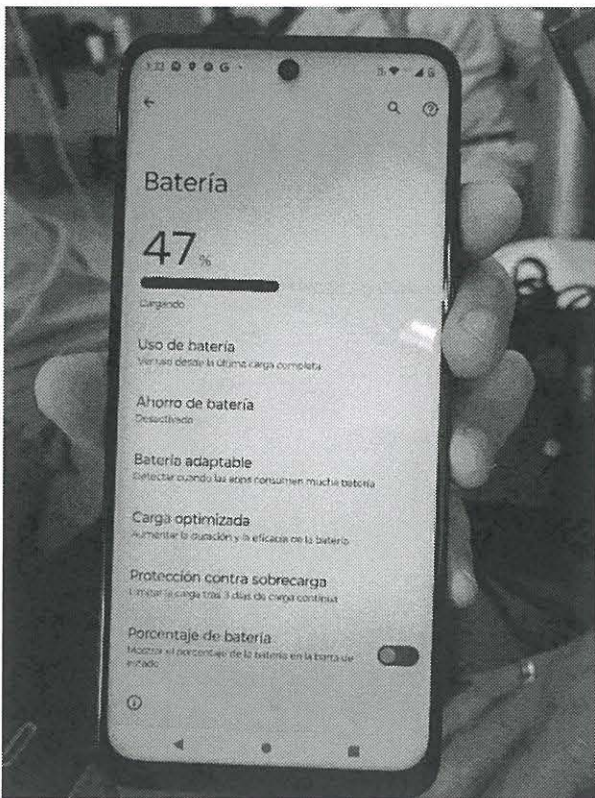 G
Batería
47 %
Cargando
Uso de batería
Ver uso desde la última carga completa
Ahorro de batería
Desactivado
Batería adaptable
Detectar cuando las apps consumen mucha batería
Carga optimizada
Aumentar la duración y la eficacia de la batería
Protección contra sobrecarga
Limitar la carga tras 3 días de carga continua
Porcentaje de batería
Mostrar el porcentaje de la batería en la barra de
estado